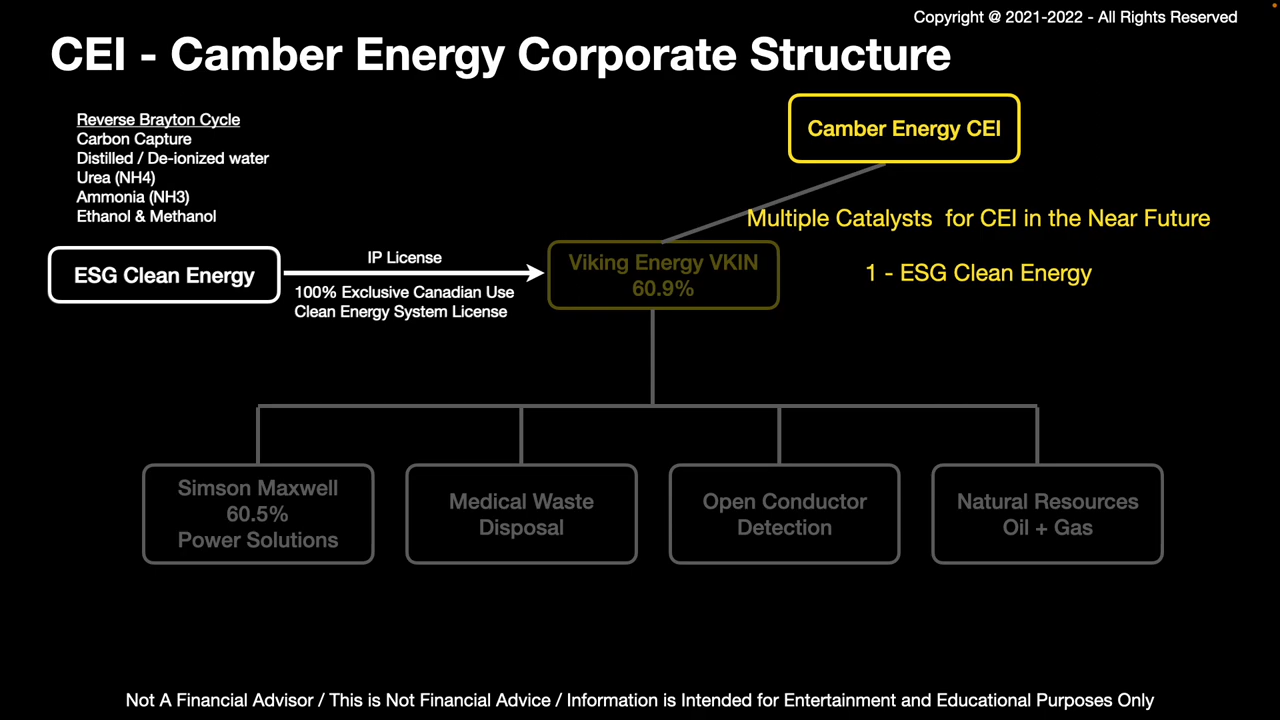 Copyright @ 2021-2022 - All Rights Reserved
CEI - Camber Energy Corporate Structure
Reverse Brayton Cycle
Carbon Capture
Distilled / De-ionized water
Urea (NH4)
Ammonia (NH3)
Ethanol & Methanol
Camber Energy CEI
Multiple Catalysts for CEI in the Near Future
1 - ESG Clean Energy
ESG Clean Energy
IP License
100% Exclusive Canadian Use
Clean Energy System License
Viking Energy VKIN
60.9%
Simson Maxwell
60.5%
Power Solutions
Medical Waste
Disposal
Open Conductor
Detection
Natural Resources
Oil + Gas
Not A Financial Advisor / This is Not Financial Advice / Information is Intended for Entertainment and Educational Purposes Only